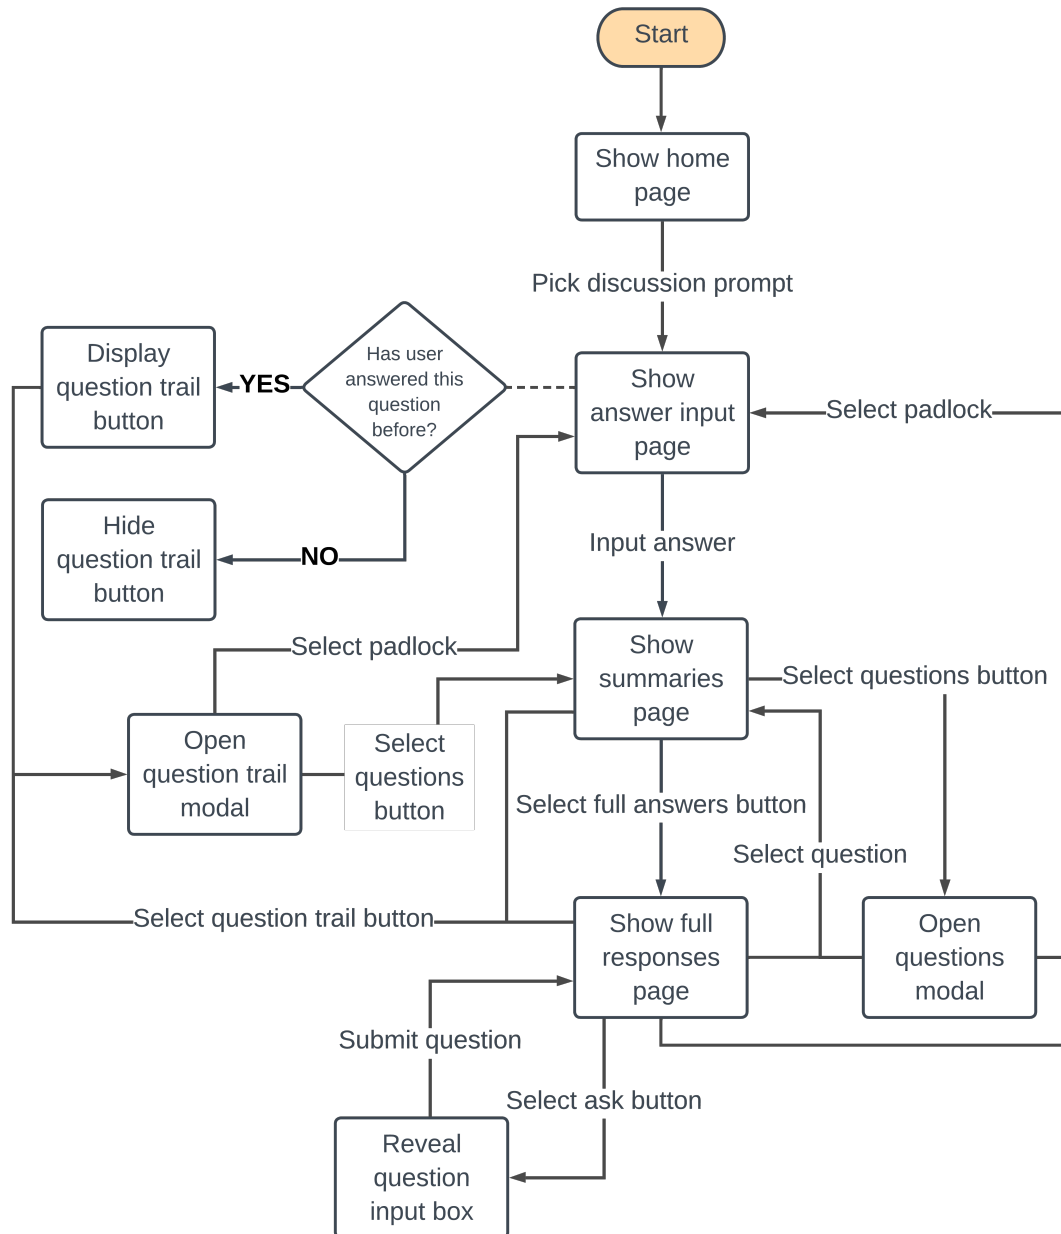 Start
Show home
page
Pick discussion prompt
Has user
answered this
question
before?
YES
Display
question trail
button
Show
answer input
page
Select padlock
Hide
question trail
button
NO
Input answer
Select padlock
Show
summaries
page
Select questions button
Open
question trail
modal
Select
questions
button
Select full answers button
Select question
Select question trail button
Show full
responses
page
Open
questions
modal
Submit question
Select ask button
Reveal
question
input box